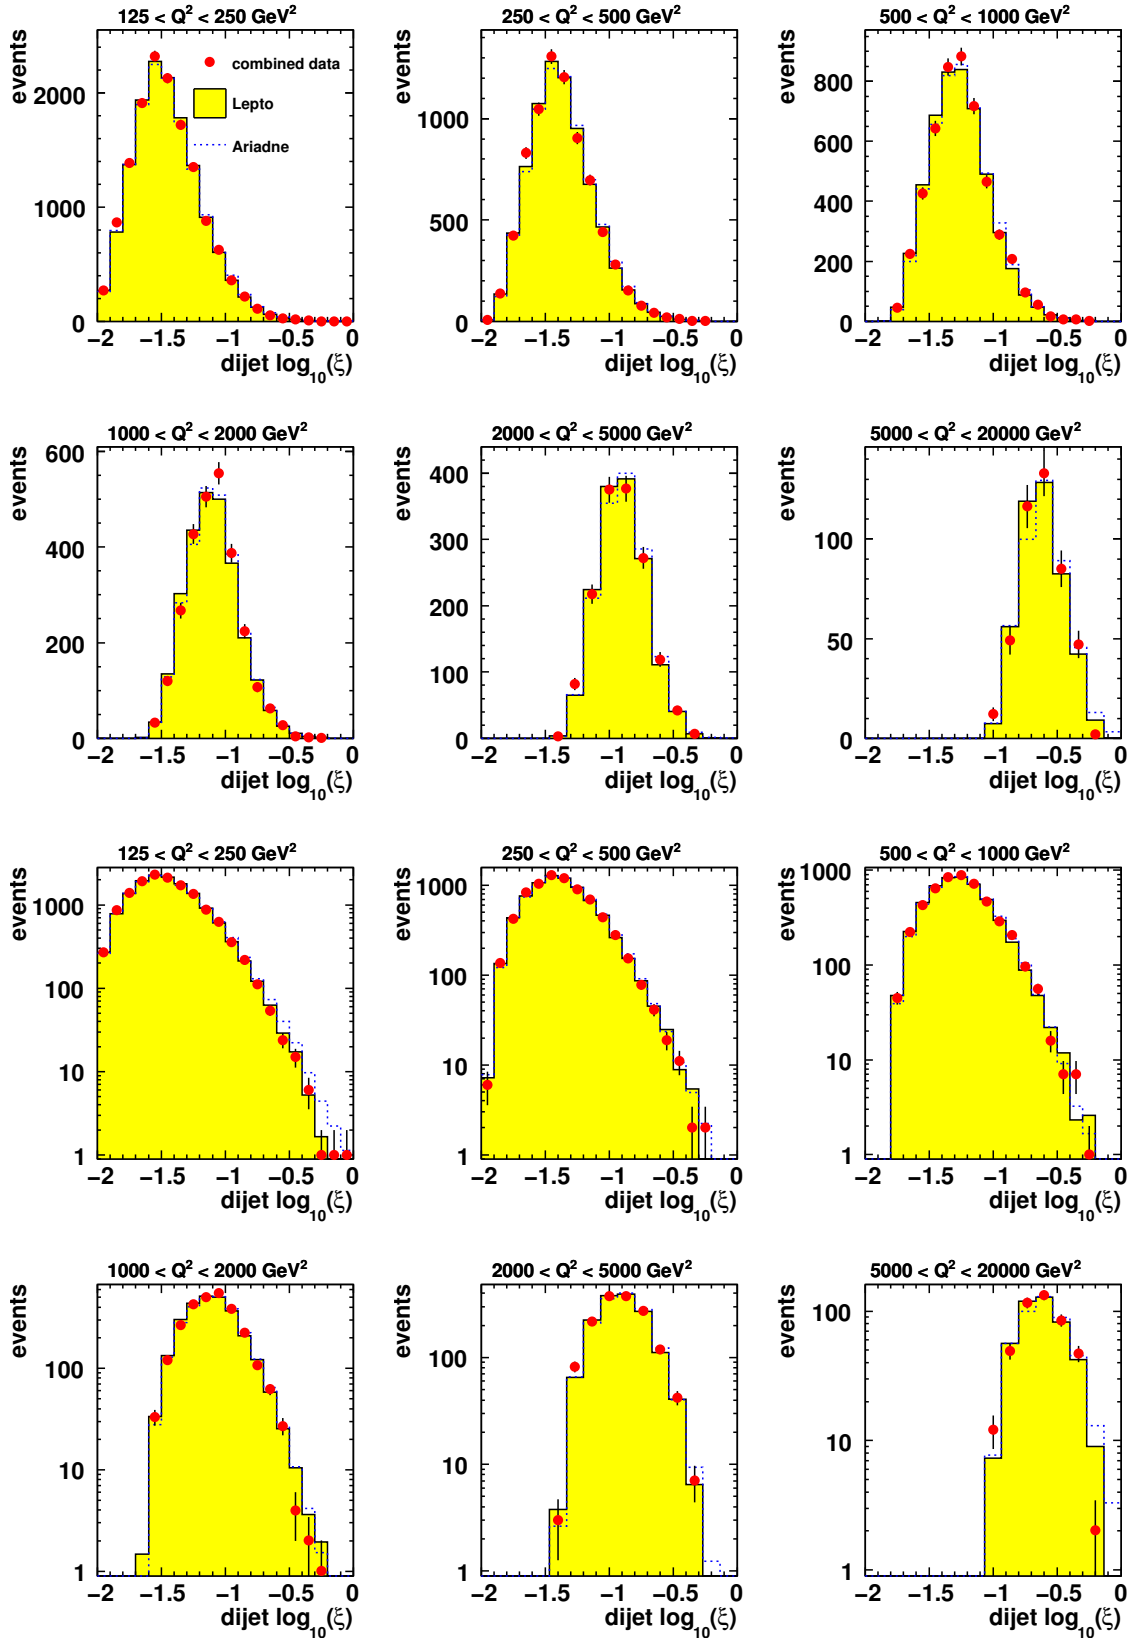 125 < Q² < 250 GeV²
events
combined data
Lepto
Ariadne
2000
1000
0
−2 −1.5 −1 −0.5 0
dijet log₁₀(ξ)
250 < Q² < 500 GeV²
events
1000
500
0
−2 −1.5 −1 −0.5 0
dijet log₁₀(ξ)
500 < Q² < 1000 GeV²
events
800
600
400
200
0
−2 −1.5 −1 −0.5 0
dijet log₁₀(ξ)
1000 < Q² < 2000 GeV²
events
600
400
200
0
−2 −1.5 −1 −0.5 0
dijet log₁₀(ξ)
2000 < Q² < 5000 GeV²
events
400
300
200
100
0
−2 −1.5 −1 −0.5 0
dijet log₁₀(ξ)
5000 < Q² < 20000 GeV²
events
100
50
0
−2 −1.5 −1 −0.5 0
dijet log₁₀(ξ)
125 < Q² < 250 GeV²
events
1000
100
10
1
−2 −1.5 −1 −0.5 0
dijet log₁₀(ξ)
250 < Q² < 500 GeV²
events
1000
100
10
1
−2 −1.5 −1 −0.5 0
dijet log₁₀(ξ)
500 < Q² < 1000 GeV²
events
1000
100
10
1
−2 −1.5 −1 −0.5 0
dijet log₁₀(ξ)
1000 < Q² < 2000 GeV²
events
100
10
1
−2 −1.5 −1 −0.5 0
dijet log₁₀(ξ)
2000 < Q² < 5000 GeV²
events
100
10
1
−2 −1.5 −1 −0.5 0
dijet log₁₀(ξ)
5000 < Q² < 20000 GeV²
events
100
10
1
−2 −1.5 −1 −0.5 0
dijet log₁₀(ξ)